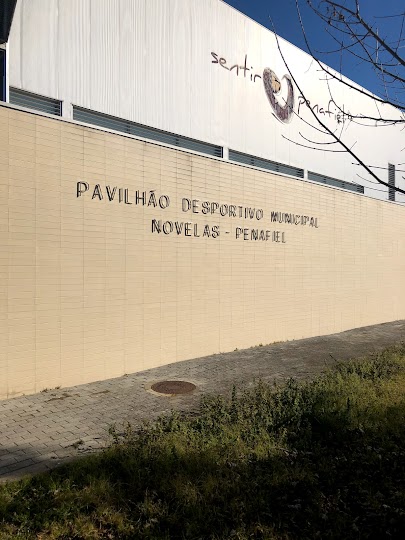 sentir penafiel
PAVILHÃO DESPORTIVO MUNICIPAL
NOVELAS - PENAFIEL